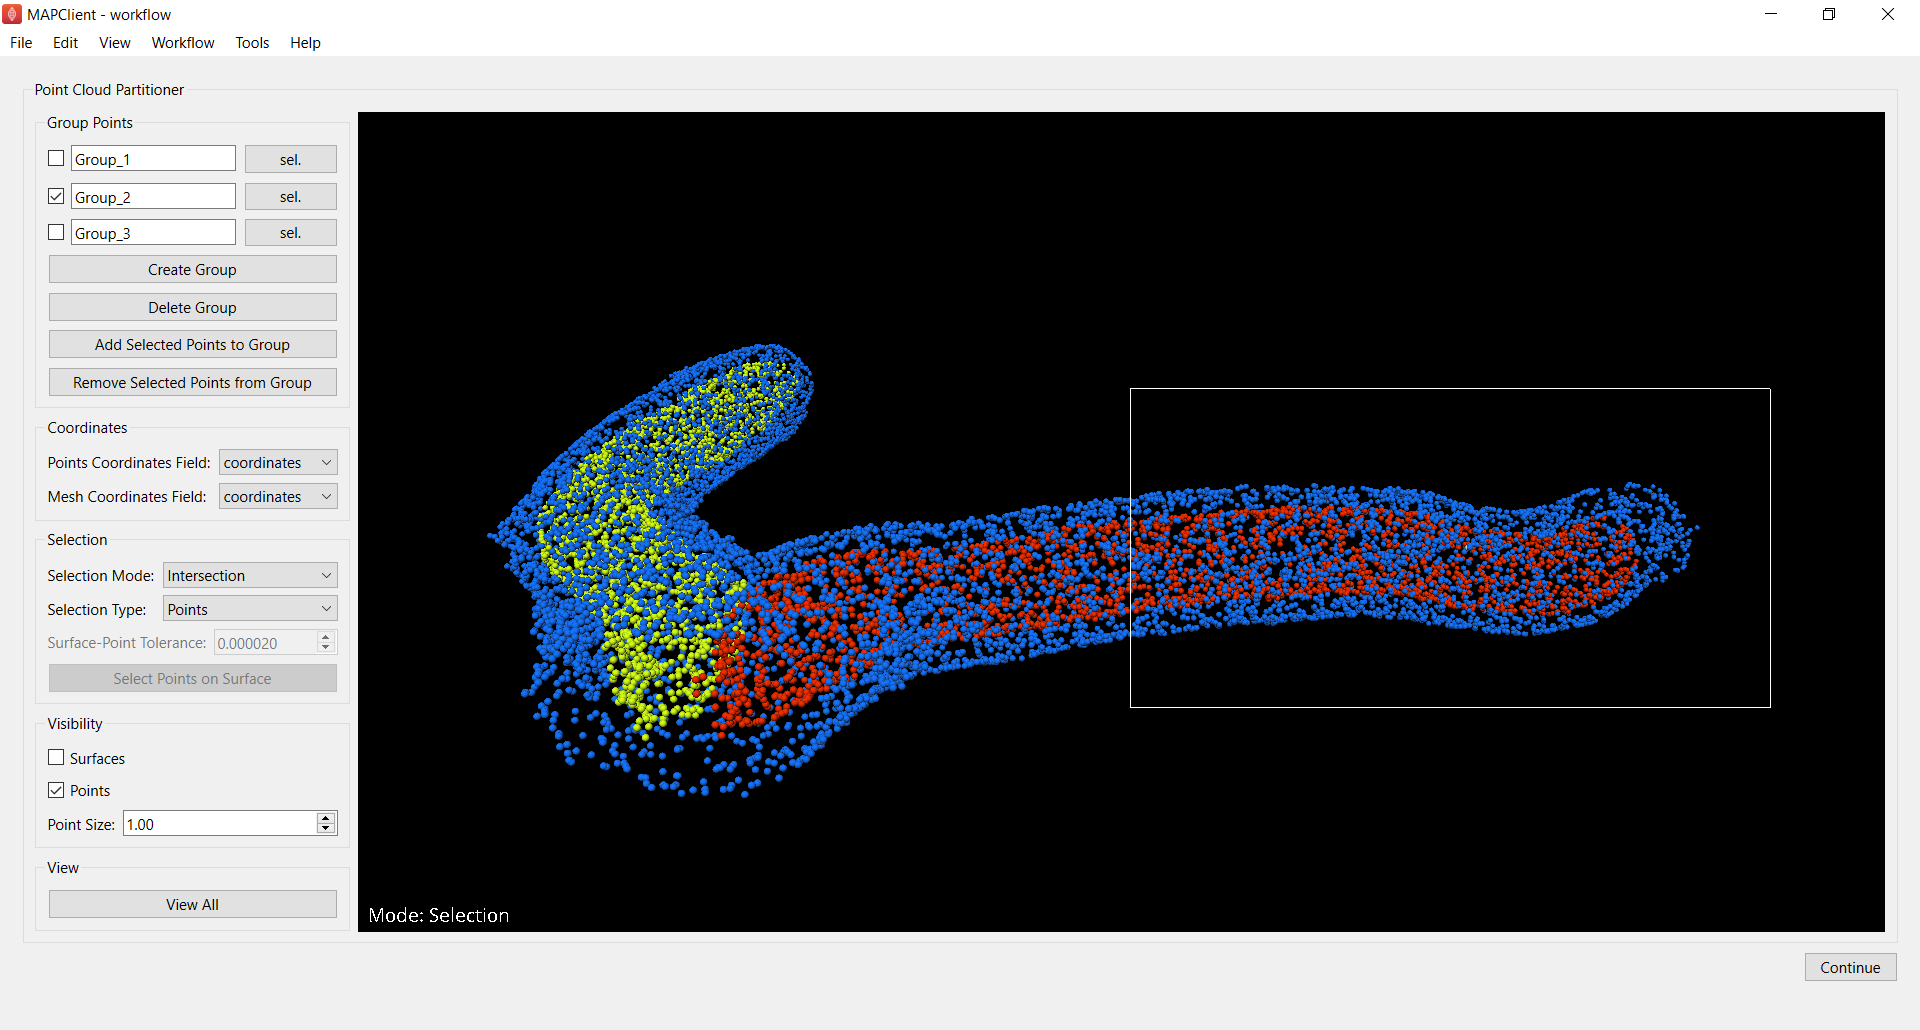 MAPClient - workflow
File Edit View Workflow Tools Help
Point Cloud Partitioner
Group Points
Group_1 sel.
Group_2 sel.
Group_3 sel.
Create Group
Delete Group
Add Selected Points to Group
Remove Selected Points from Group
Coordinates
Points Coordinates Field: coordinates
Mesh Coordinates Field: coordinates
Selection
Selection Mode: Intersection
Selection Type: Points
Surface-Point Tolerance: 0.000020
Select Points on Surface
Visibility
Surfaces
Points
Point Size: 1.00
View
View All
Mode: Selection
Continue